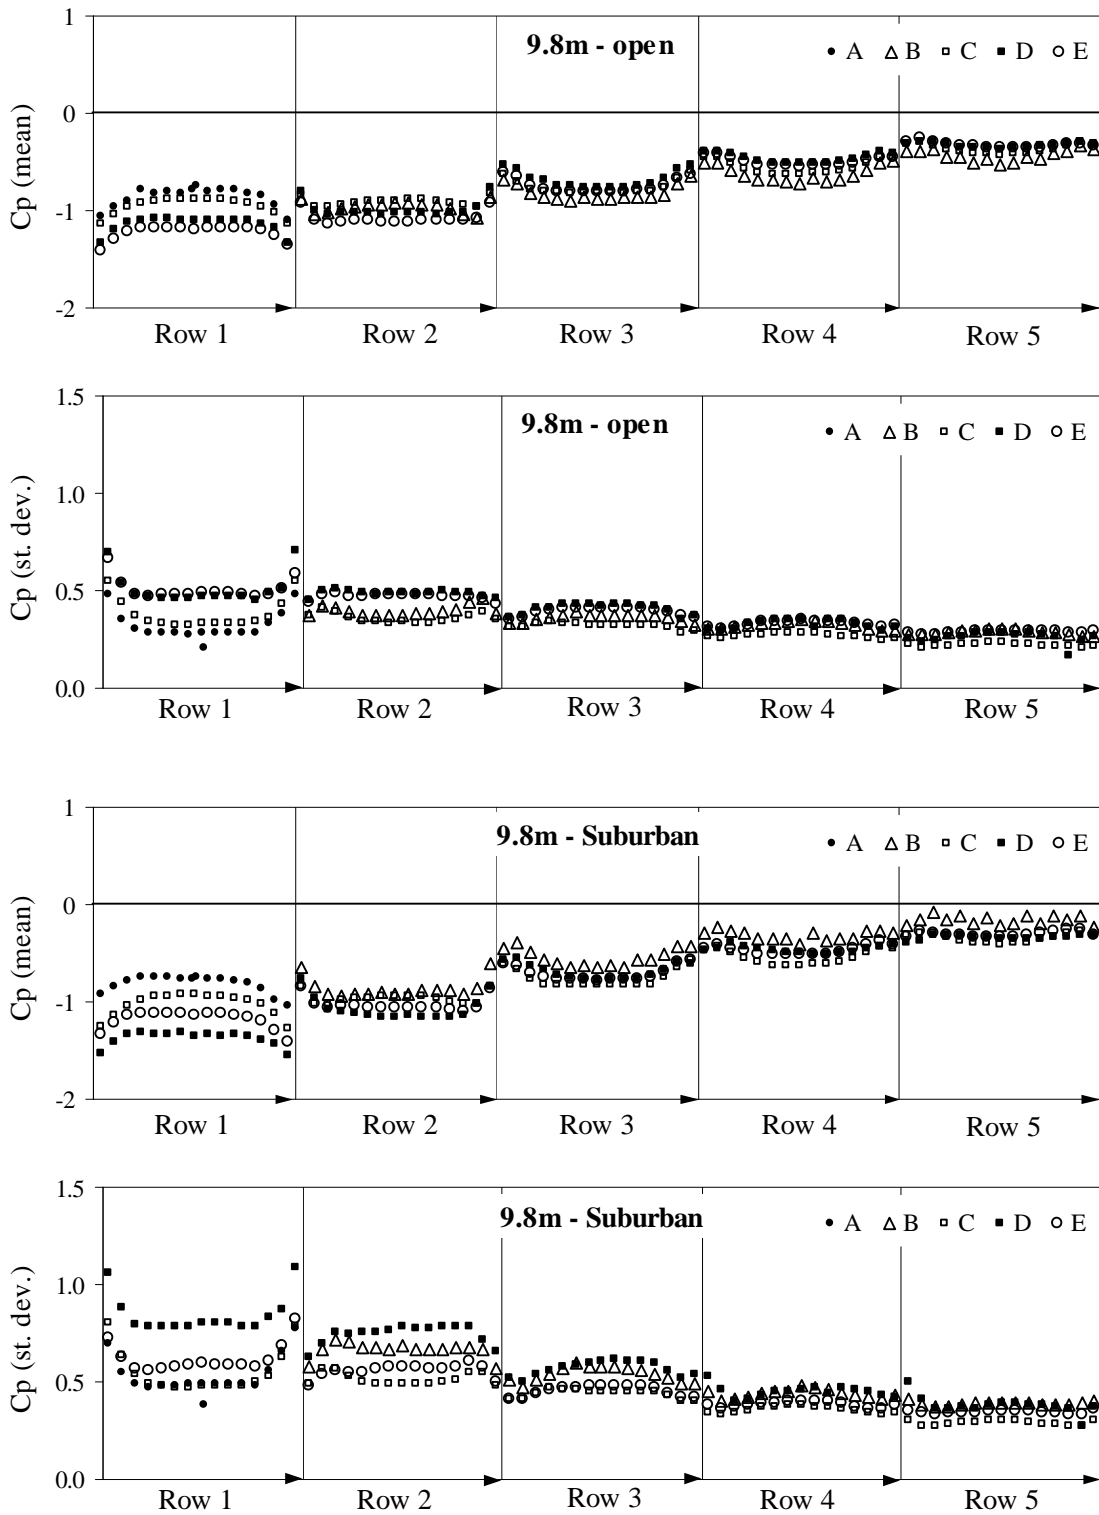 1
9.8m - open
A B C D E
0
Cp (mean)
-1
-2
Row 1 Row 2 Row 3 Row 4 Row 5
1.5
9.8m - open
A B C D E
1.0
Cp (st. dev.)
0.5
0.0
Row 1 Row 2 Row 3 Row 4 Row 5
1
9.8m - Suburban
A B C D E
0
Cp (mean)
-1
-2
Row 1 Row 2 Row 3 Row 4 Row 5
1.5
9.8m - Suburban
A B C D E
1.0
Cp (st. dev.)
0.5
0.0
Row 1 Row 2 Row 3 Row 4 Row 5